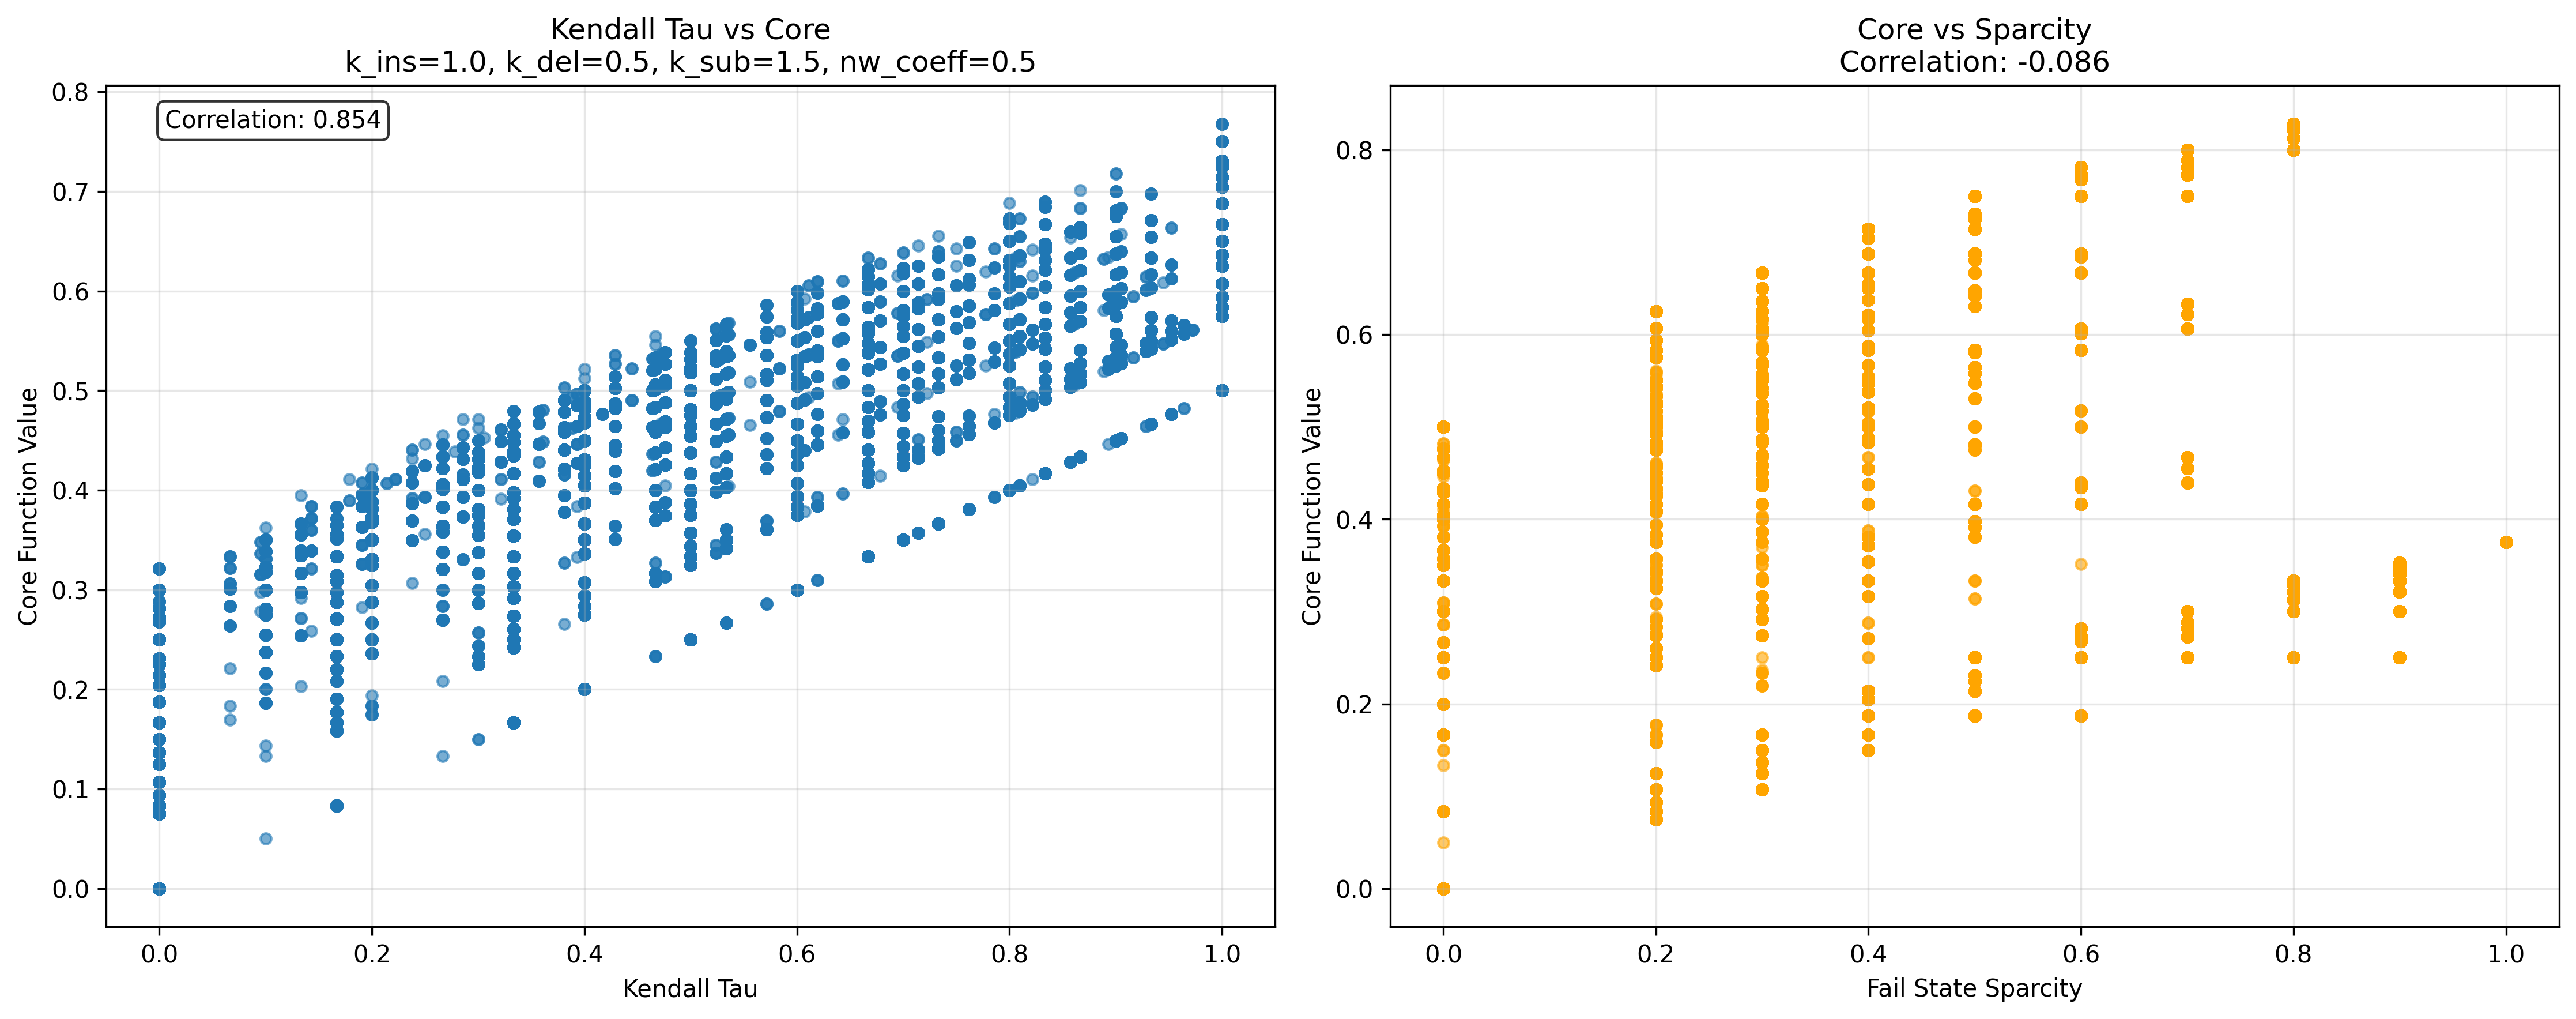 Kendall Tau vs Core
k_ins=1.0, k_del=0.5, k_sub=1.5, nw_coeff=0.5
Correlation: 0.854
Core Function Value
0.8
0.7
0.6
0.5
0.4
0.3
0.2
0.1
0.0
0.0 0.2 0.4 0.6 0.8 1.0
Kendall Tau
Core vs Sparcity
Correlation: -0.086
Core Function Value
0.8
0.6
0.4
0.2
0.0
0.0 0.2 0.4 0.6 0.8 1.0
Fail State Sparcity